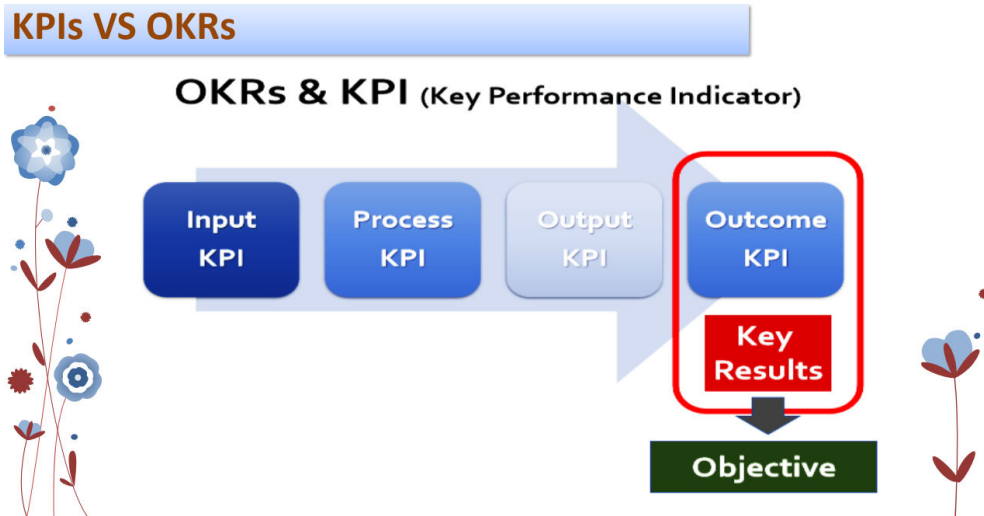 KPIs VS OKRs
OKRs & KPI (Key Performance Indicator)
Input
KPI
Process
KPI
Output
KPI
Outcome
KPI
Key
Results
Objective